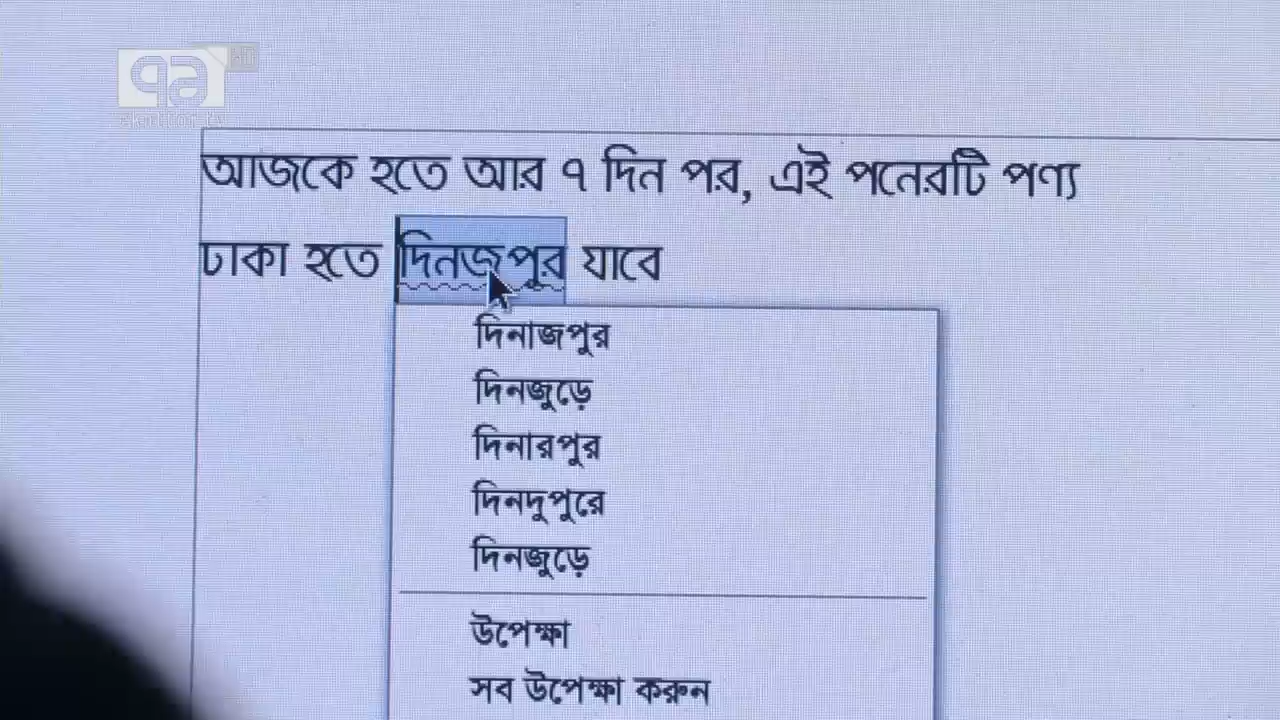 আজকে হতে আর ৭ দিন পর, এই পনেরটি পণ্য
ঢাকা হতে দিনজপুর যাবে
দিনাজপুর
দিনজুড়ে
দিনারপুর
দিনদুপুরে
দিনজুড়ে
উপেক্ষা
সব উপেক্ষা করুন